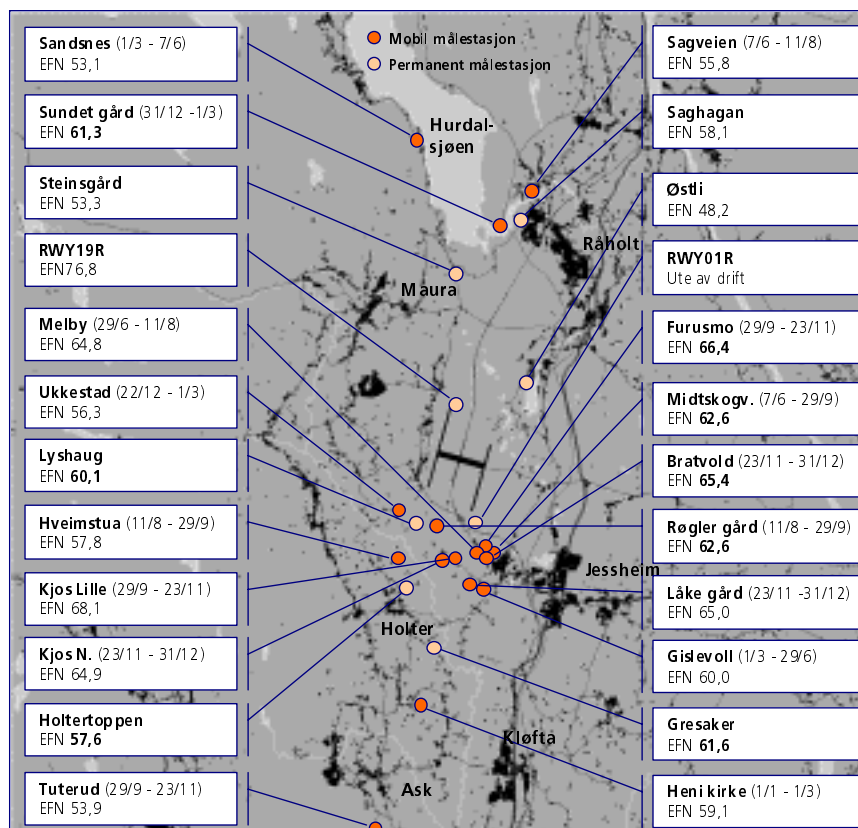 Mobil målestasjon
Permanent målestasjon
Sandsnes (1/3 - 7/6)
EFN 53,1
Sundet gård (31/12 -1/3)
EFN 61,3
Steinsgård
EFN 53,3
RWY19R
EFN76,8
Melby (29/6 - 11/8)
EFN 64,8
Ukkestad (22/12 - 1/3)
EFN 56,3
Lyshaug
EFN 60,1
Hveimstua (11/8 - 29/9)
EFN 57,8
Kjos Lille (29/9 - 23/11)
EFN 68,1
Kjos N. (23/11 - 31/12)
EFN 64,9
Holtertoppen
EFN 57,6
Tuterud (29/9 - 23/11)
EFN 53,9
Hurdal-
sjøen
Råholt
Maura
Jessheim
Holter
Kløfta
Ask
Sagveien (7/6 - 11/8)
EFN 55,8
Saghagan
EFN 58,1
Østli
EFN 48,2
RWY01R
Ute av drift
Furusmo (29/9 - 23/11)
EFN 66,4
Midtskogv. (7/6 - 29/9)
EFN 62,6
Bratvold (23/11 - 31/12)
EFN 65,4
Røgler gård (11/8 - 29/9)
EFN 62,6
Låke gård (23/11 -31/12)
EFN 65,0
Gislevoll (1/3 - 29/6)
EFN 60,0
Gresaker
EFN 61,6
Heni kirke (1/1 - 1/3)
EFN 59,1